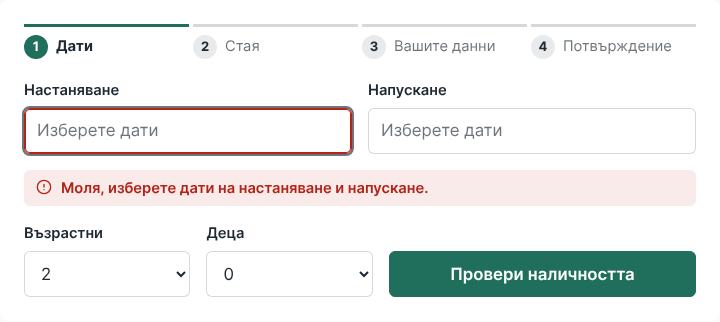 1 Дати 2 Стая 3 Вашите данни 4 Потвърждение
Настаняване Напускане
Изберете дати Изберете дати
Моля, изберете дати на настаняване и напускане.
Възрастни Деца
2 0 Провери наличността